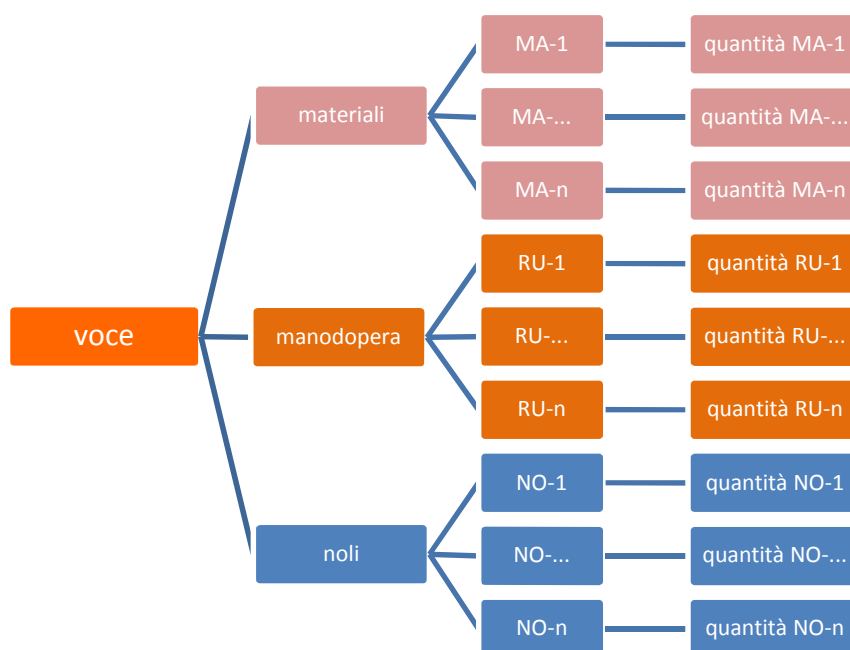 MA-1
quantità MA-1
materiali
MA-...
quantità MA-...
MA-n
quantità MA-n
RU-1
quantità RU-1
voce
manodopera
RU-...
quantità RU-...
RU-n
quantità RU-n
NO-1
quantità NO-1
noli
NO-...
quantità NO-...
NO-n
quantità NO-n